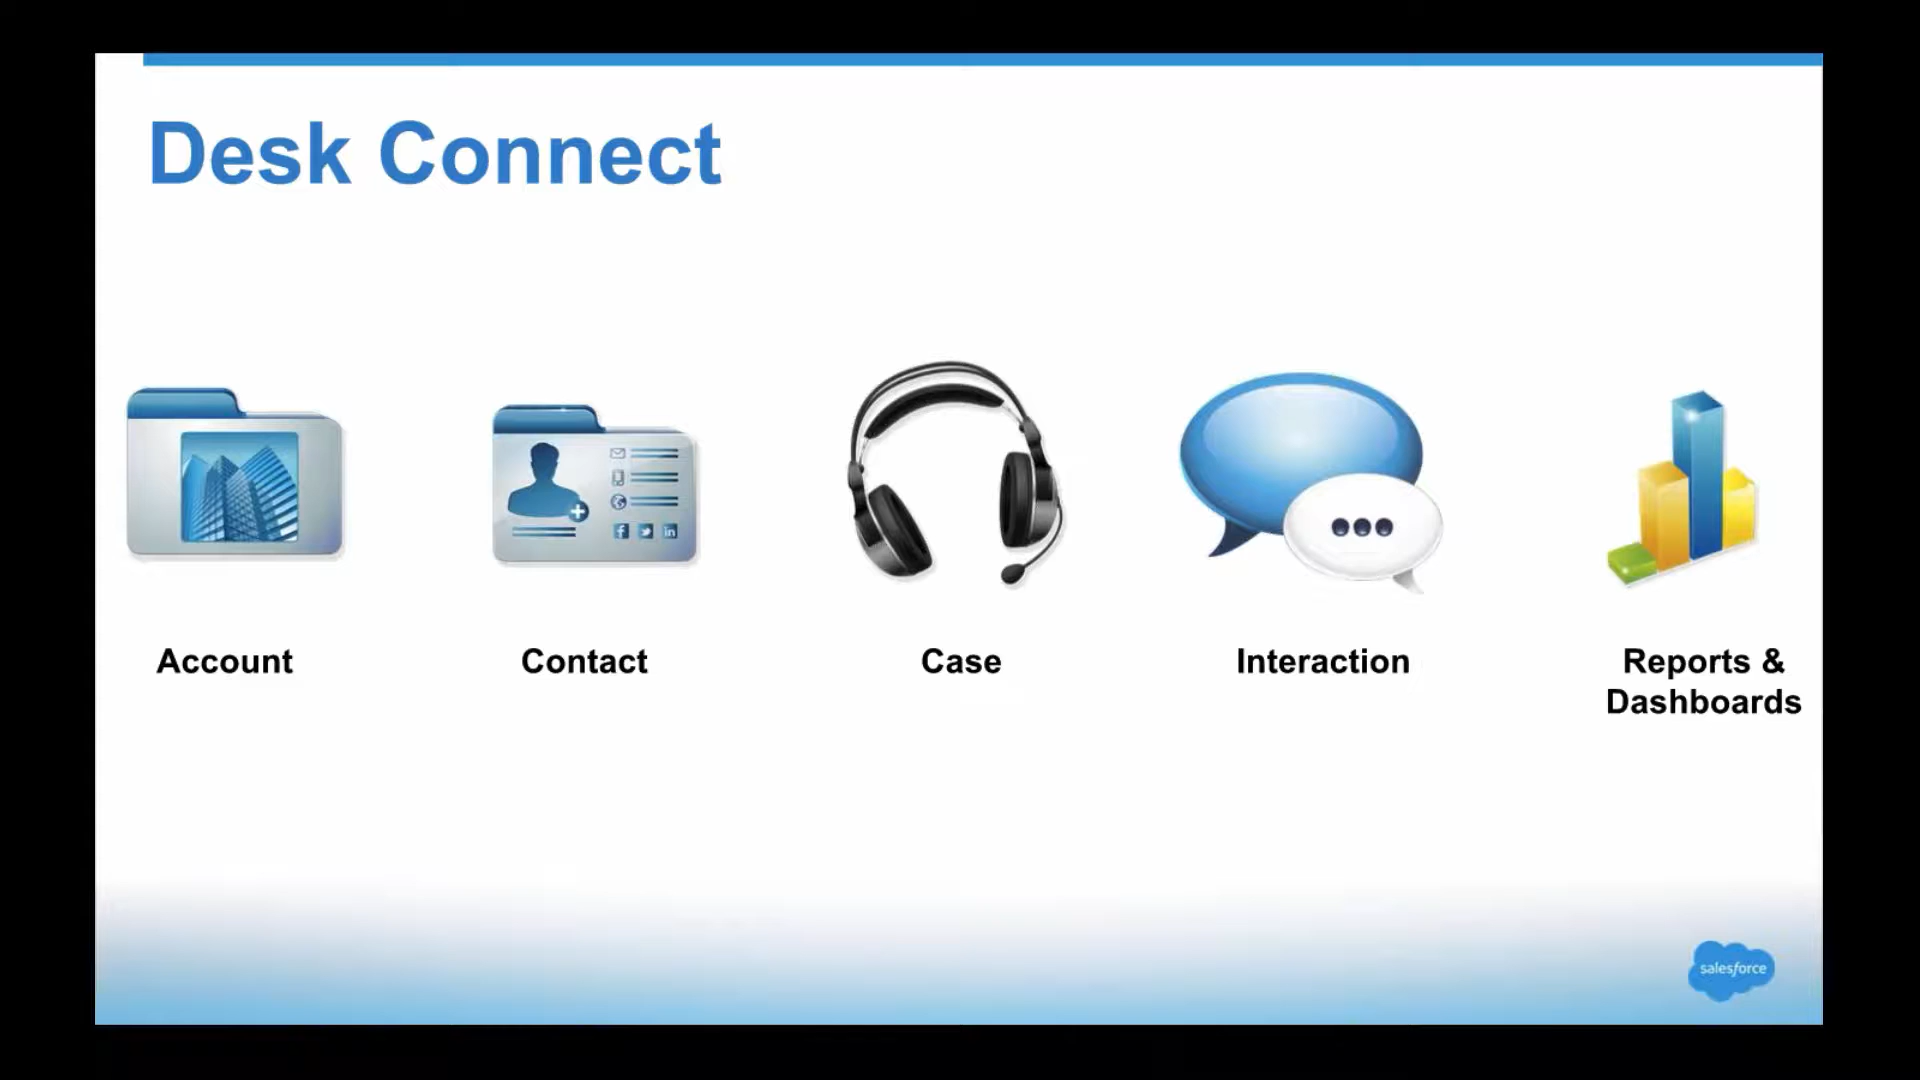 Desk Connect
Account
Contact
Case
Interaction
Reports &
Dashboards
salesforce